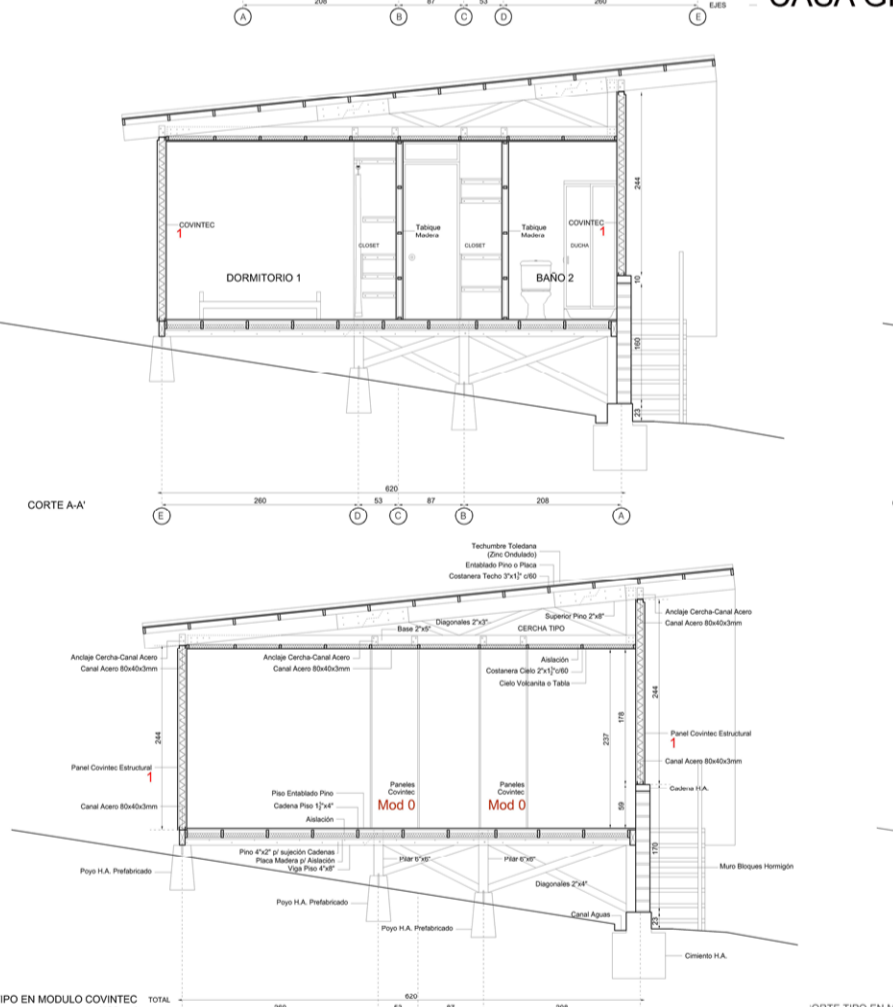 208 87 53 260 EJES
A B C D E
CASA G
244
COVINTEC
1
Tabique
Madera
Tabique
Madera
COVINTEC
1
CLOSET
CLOSET
DUCHA
DORMITORIO 1
BAÑO 2
10
160
23
620
CORTE A-A'
260 53 87 208
E D C B A
Techumbre Toledana
(Zinc Ondulado)
Entablado Pino o Placa
Costanera Techo 3"x1½" c/60
Superior Pino 2"x8"
Diagonales 2"x3"
Base 2"x5"
CERCHA TIPO
Anclaje Cercha-Canal Acero
Canal Acero 80x40x3mm
Anclaje Cercha-Canal Acero
Canal Acero 80x40x3mm
Anclaje Cercha-Canal Acero
Canal Acero 80x40x3mm
Aislación
Costanera Cielo 2"x1½"c/60
Cielo Volcanita o Tabla
244
237
178
59
244
Panel Covintec Estructural
1
Canal Acero 80x40x3mm
Panel Covintec Estructural
1
Canal Acero 80x40x3mm
Cadena H.A.
Piso Entablado Pino
Cadena Piso 1½"x4"
Aislación
Paneles
Covintec
Mod 0
Paneles
Covintec
Mod 0
Pino 4"x2" p/ sujeción Cadenas
Placa Madera p/ Aislación
Viga Piso 4"x8"
Pilar 6"x6"
Pilar 6"x6"
Diagonales 2"x4"
170
23
Muro Bloques Hormigón
Poyo H.A. Prefabricado
Poyo H.A. Prefabricado
Poyo H.A. Prefabricado
Canal Aguas
Cimiento H.A.
IPO EN MODULO COVINTEC TOTAL
620
260 53 87 208